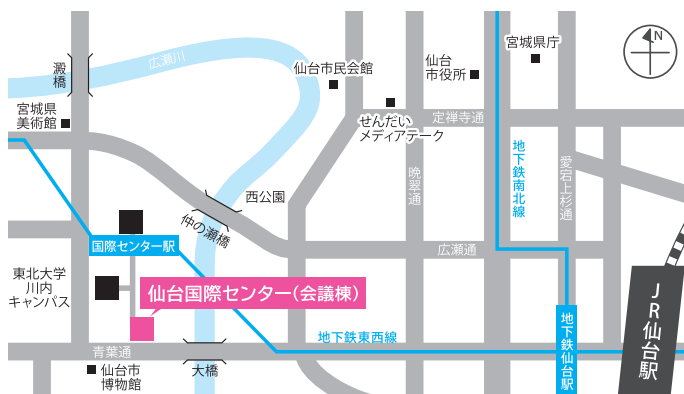 広瀬川
N
澱
橋
仙台市民会館
仙台
市役所
宮城県庁
宮城県
美術館
せんだい
メディアテーク
定禅寺通
地下鉄南北線
晩翠通
愛宕上杉通
西公園
仲の瀬橋
国際センター駅
広瀬通
東北大学
川内
キャンパス
仙台国際センター(会議棟)
JR仙台駅
地下鉄仙台駅
地下鉄東西線
青葉通
大橋
仙台市
博物館